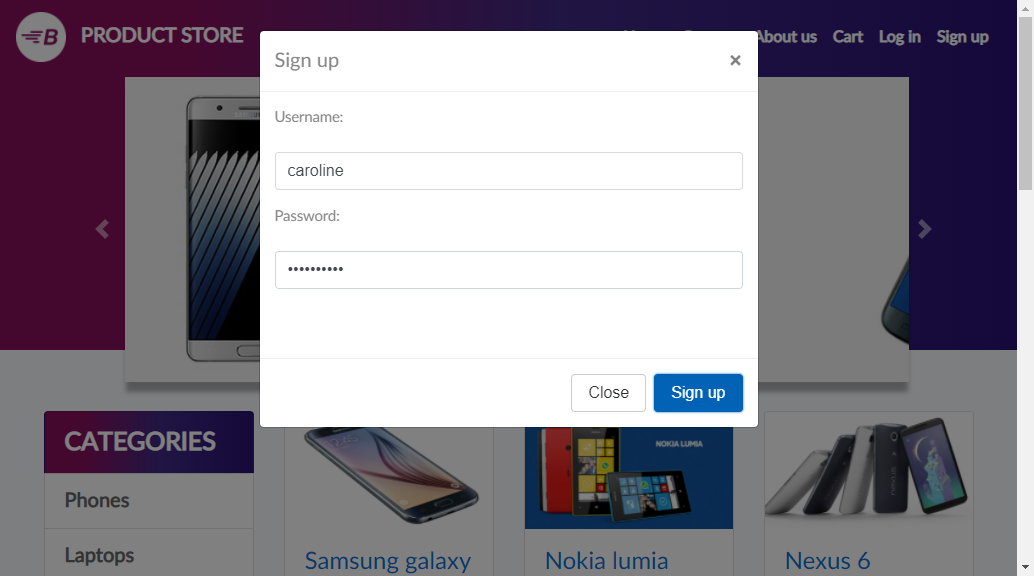 PRODUCT STORE
About us
Cart
Log in
Sign up
Sign up
×
Username:
caroline
Password:
••••••••••
Close
Sign up
CATEGORIES
Phones
Laptops
NOKIA LUMIA
Samsung galaxy
Nokia lumia
Nexus 6